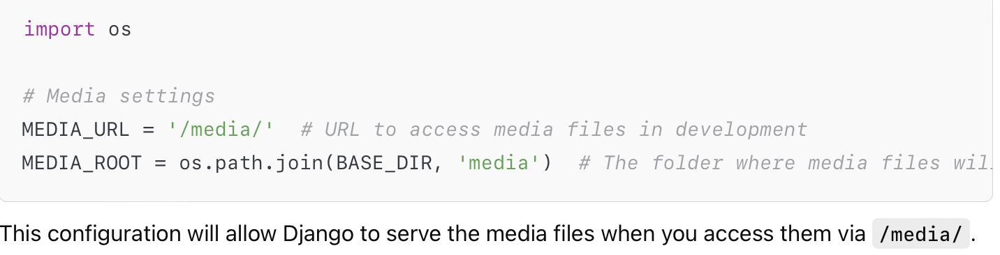 import os
# Media settings
MEDIA_URL = '/media/'  # URL to access media files in development
MEDIA_ROOT = os.path.join(BASE_DIR, 'media')  # The folder where media files
This configuration will allow Django to serve the media files when you access them via /media/.